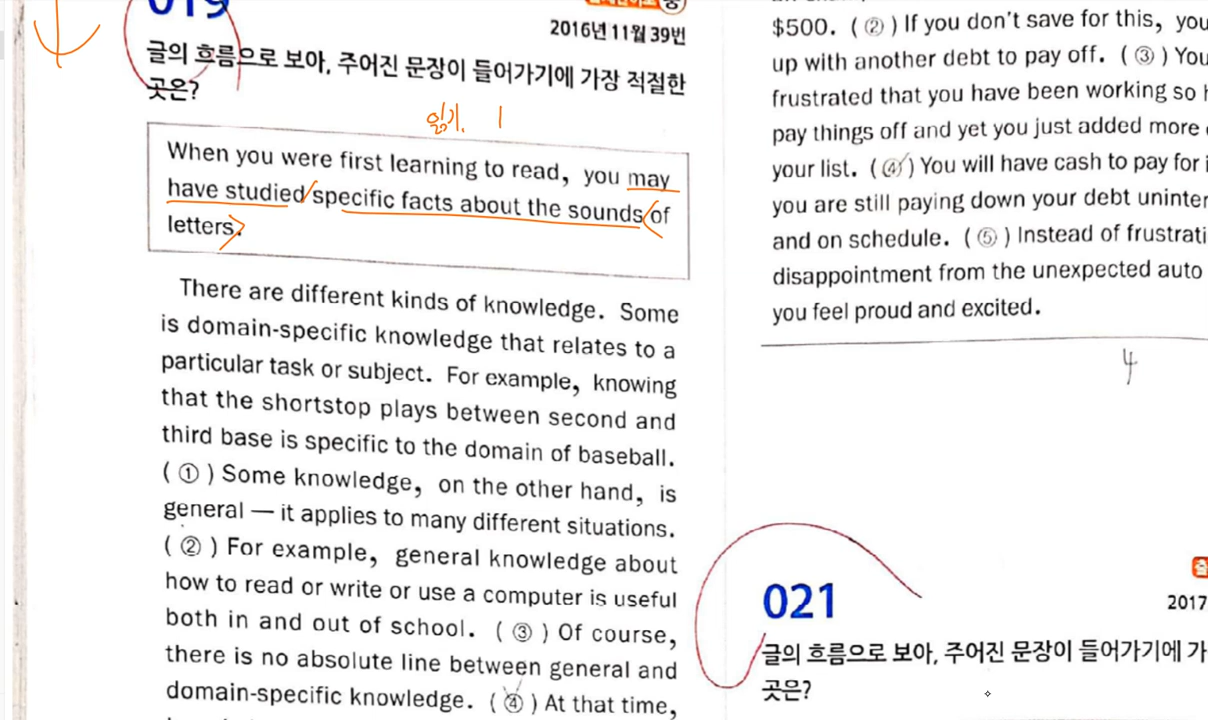 019
2016년 11월 39번
글의 흐름으로 보아, 주어진 문장이 들어가기에 가장 적절한
곳은?
읽기. 1
When you were first learning to read, you may
have studied specific facts about the sounds of
letters.
There are different kinds of knowledge. Some
is domain-specific knowledge that relates to a
particular task or subject. For example, knowing
that the shortstop plays between second and
third base is specific to the domain of baseball.
( ① ) Some knowledge, on the other hand, is
general — it applies to many different situations.
( ② ) For example, general knowledge about
how to read or write or use a computer is useful
both in and out of school. ( ③ ) Of course,
there is no absolute line between general and
domain-specific knowledge. ( ④ ) At that time,
$500. ( ② ) If you don't save for this, you
up with another debt to pay off. ( ③ ) You
frustrated that you have been working so
pay things off and yet you just added more
your list. ( ④ ) You will have cash to pay for
you are still paying down your debt uninter
and on schedule. ( ⑤ ) Instead of frustrati
disappointment from the unexpected auto
you feel proud and excited.
4
021
2017
글의 흐름으로 보아, 주어진 문장이 들어가기에 가
곳은?